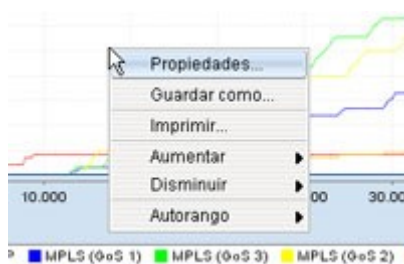 Propiedades...
Guardar como...
Imprimir...
Aumentar
Disminuir
Autorango
10.000
00
30.00
P MPLS (GoS 1) MPLS (GoS 3) MPLS (GoS 2)